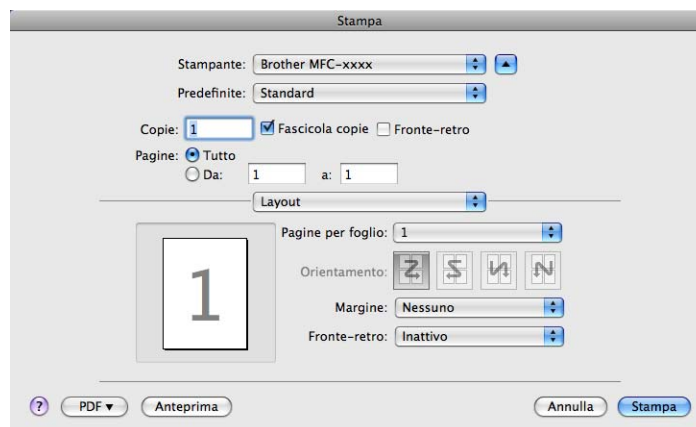 Stampa
Stampante: Brother MFC-xxxx
Predefinite: Standard
Copie: 1 Fascicola copie Fronte-retro
Pagine: Tutto
Da: 1 a: 1
Layout
Pagine per foglio: 1
1
Orientamento:
Margine: Nessuno
Fronte-retro: Inattivo
? PDF▼ Anteprima Annulla Stampa